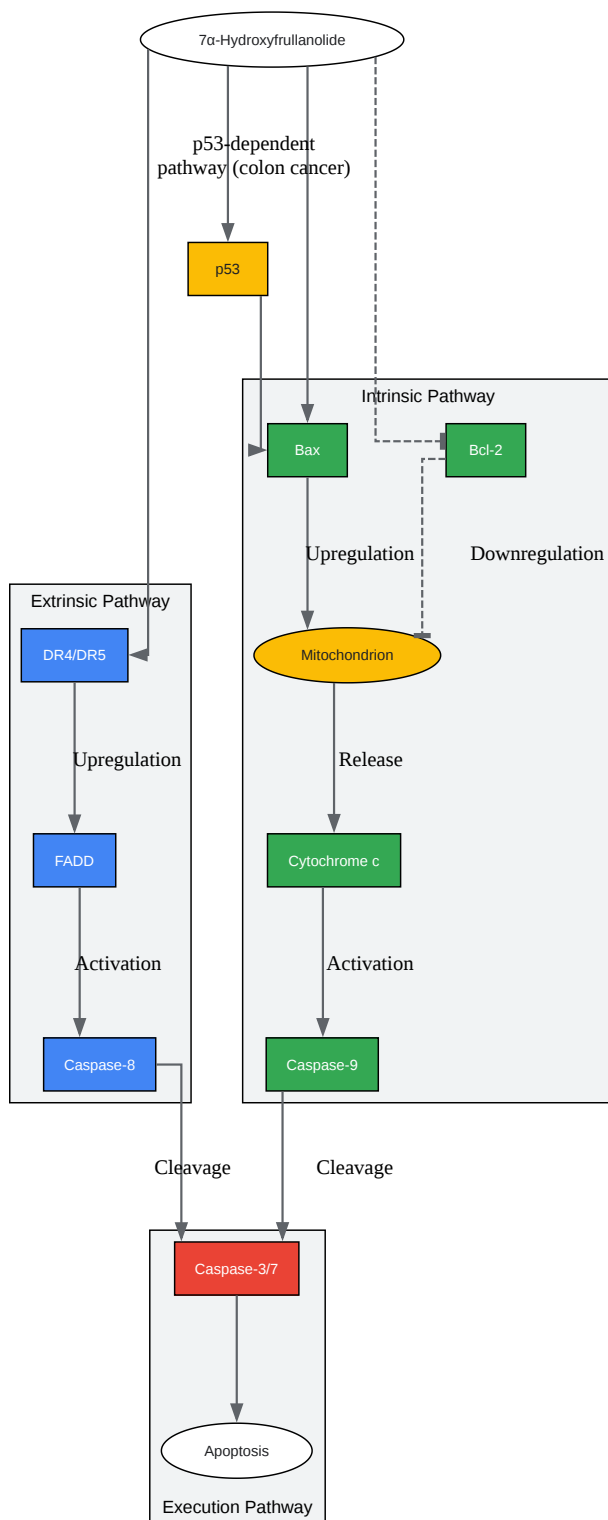 7α-Hydroxyfrullanolide
p53-dependent
pathway (colon cancer)
p53
Intrinsic Pathway
Bax
Bcl-2
Upregulation
Downregulation
Extrinsic Pathway
DR4/DR5
Mitochondrion
Upregulation
Release
FADD
Cytochrome c
Activation
Activation
Caspase-8
Caspase-9
Cleavage
Cleavage
Caspase-3/7
Apoptosis
Execution Pathway